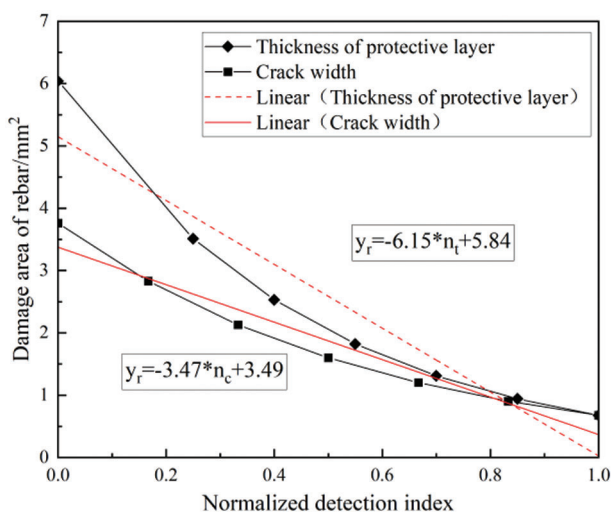 7
6
5
4
3
2
1
0
Damage area of rebar/mm²
Thickness of protective layer
Crack width
Linear（Thickness of protective layer）
Linear（Crack width）
yᵣ=-6.15*nₜ+5.84
y_r=-3.47*n_c+3.49
0.0 0.2 0.4 0.6 0.8 1.0
Normalized detection index